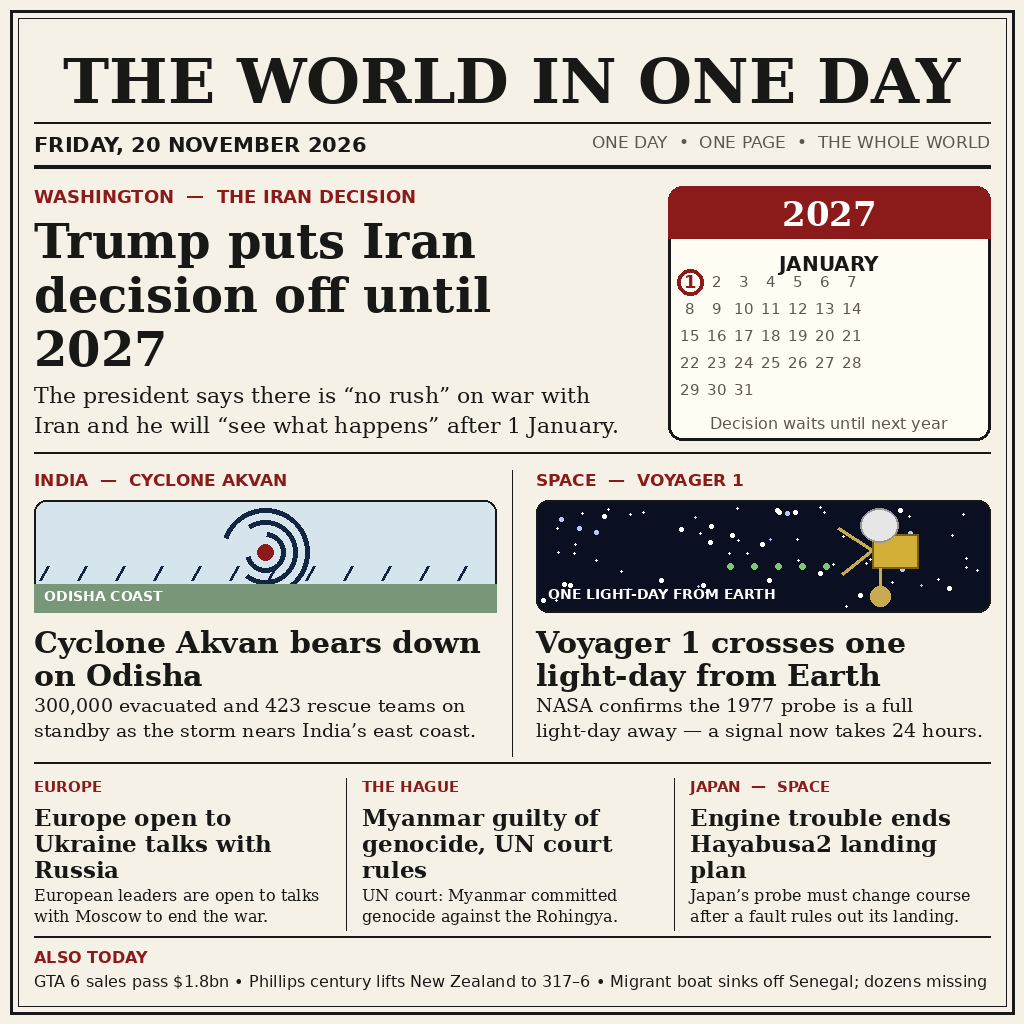 THE WORLD IN ONE DAY
FRIDAY, 20 NOVEMBER 2026
ONE DAY • ONE PAGE • THE WHOLE WORLD
WASHINGTON — THE IRAN DECISION
Trump puts Iran
decision off until
2027
The president says there is “no rush” on war with
Iran and he will “see what happens” after 1 January.
2027
JANUARY
1 2 3 4 5 6 7
8 9 10 11 12 13 14
15 16 17 18 19 20 21
22 23 24 25 26 27 28
29 30 31
Decision waits until next year
INDIA — CYCLONE AKVAN
ODISHA COAST
Cyclone Akvan bears down
on Odisha
300,000 evacuated and 423 rescue teams on
standby as the storm nears India’s east coast.
SPACE — VOYAGER 1
ONE LIGHT-DAY FROM EARTH
Voyager 1 crosses one
light-day from Earth
NASA confirms the 1977 probe is a full
light-day away — a signal now takes 24 hours.
EUROPE
Europe open to
Ukraine talks with
Russia
European leaders are open to talks
with Moscow to end the war.
THE HAGUE
Myanmar guilty of
genocide, UN court
rules
UN court: Myanmar committed
genocide against the Rohingya.
JAPAN — SPACE
Engine trouble ends
Hayabusa2 landing
plan
Japan’s probe must change course
after a fault rules out its landing.
ALSO TODAY
GTA 6 sales pass $1.8bn • Phillips century lifts New Zealand to 317–6 • Migrant boat sinks off Senegal; dozens missing